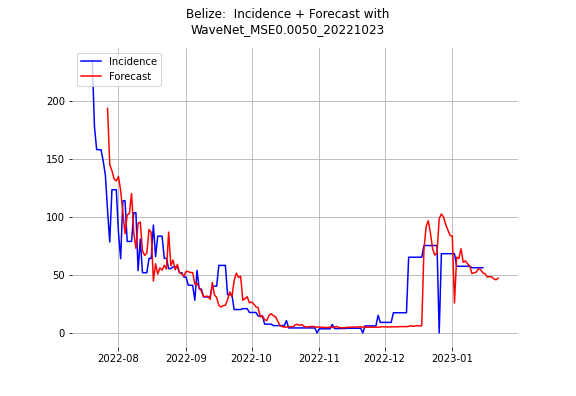 Belize:  Incidence + Forecast with
WaveNet_MSE0.0050_20221023
Incidence
Forecast
200
150
100
50
0
2022-08
2022-09
2022-10
2022-11
2022-12
2023-01